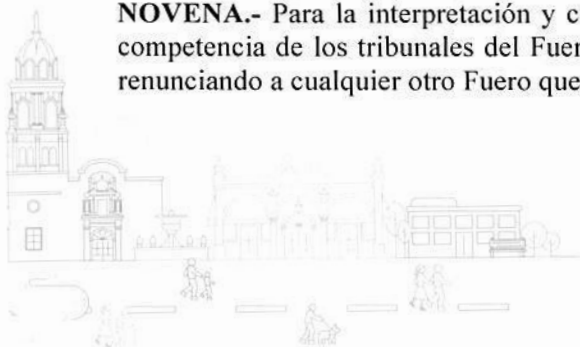 NOVENA.- Para la interpretación y c
competencia de los tribunales del Fuer
renunciando a cualquier otro Fuero que